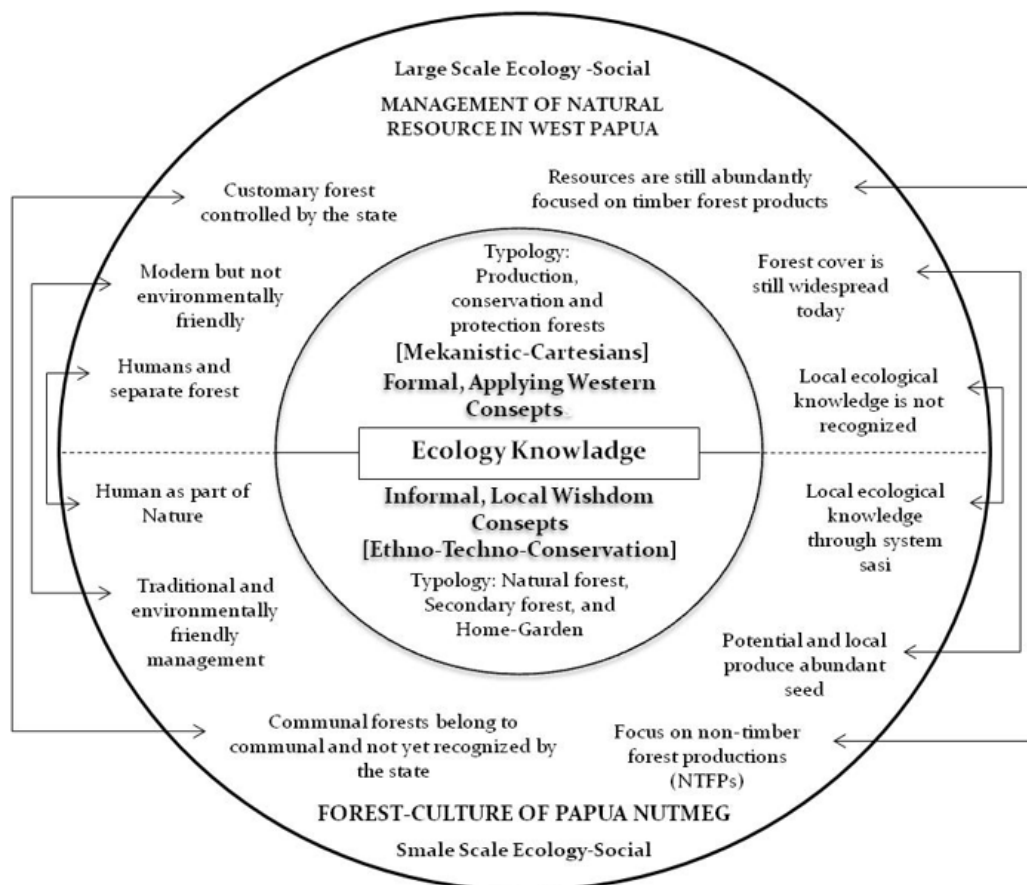 Large Scale Ecology -Social
MANAGEMENT OF NATURAL
RESOURCE IN WEST PAPUA
Customary forest
controlled by the state
Resources are still abundantly
focused on timber forest products
Modern but not
environmentally
friendly
Typology:
Production,
conservation and
protection forests
[Mekanistic-Cartesians]
Formal, Applying Western
Consepts
Forest cover is
still widespread
today
Humans and
separate forest
Local ecological
knowledge is not
recognized
Ecology Knowladge
Human as part of
Nature
Informal, Local Wishdom
Concepts
[Ethno-Techno-Conservation]
Typology: Natural forest,
Secondary forest, and
Home-Garden
Local ecological
knowledge
through system
sasi
Traditional and
environmentally
friendly
management
Potential and local
produce abundant
seed
Communal forests belong to
communal and not yet recognized by
the state
Focus on non-timber
forest productions
(NTFPs)
FOREST-CULTURE OF PAPUA NUTMEG
Smale Scale Ecology-Social